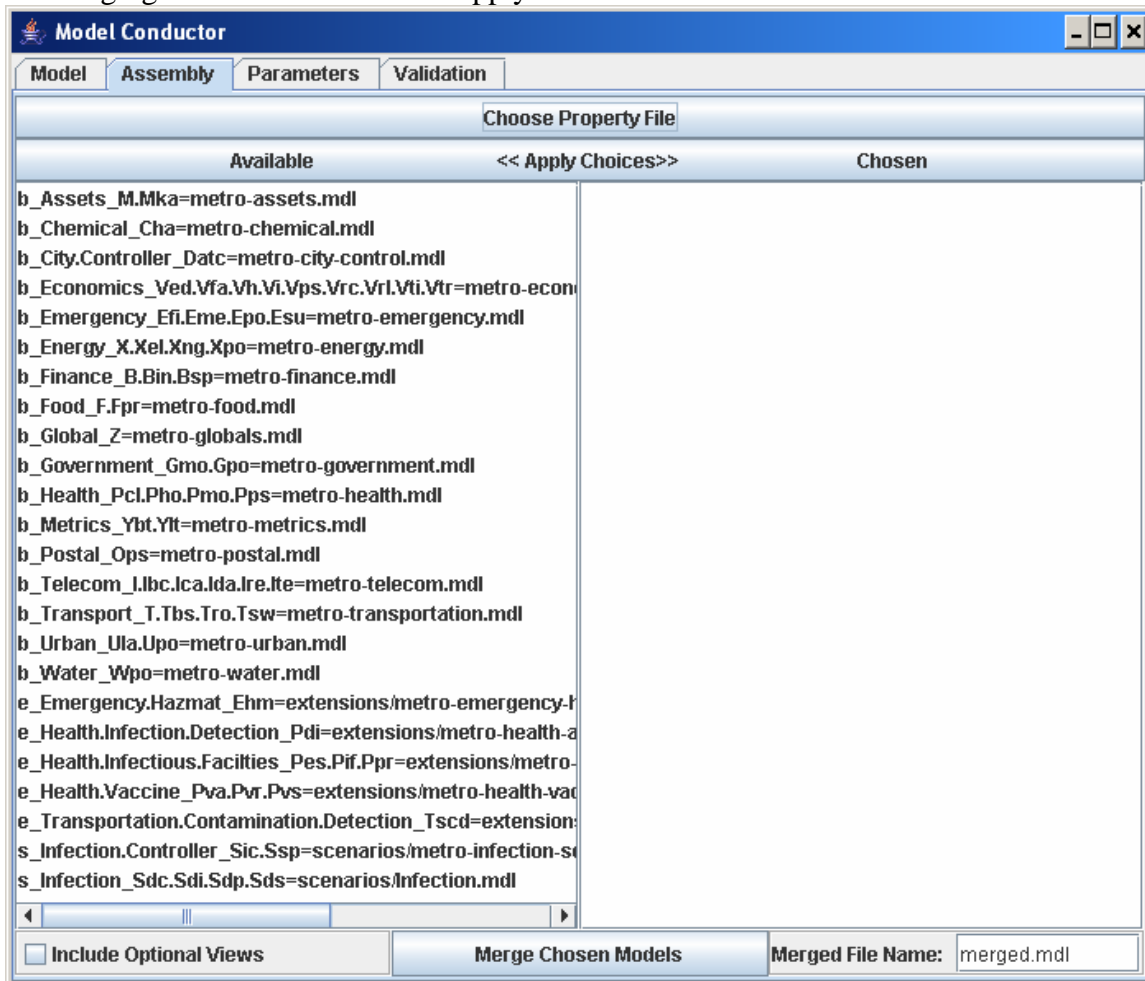 Model Conductor
Model Assembly Parameters Validation
Choose Property File
Available << Apply Choices>> Chosen
b_Assets_M.Mka=metro-assets.mdl
b_Chemical_Cha=metro-chemical.mdl
b_City.Controller_Datc=metro-city-control.mdl
b_Economics_Ved.Vfa.Vh.Vi.Vps.Vrc.Vrl.Vti.Vtr=metro-econ
b_Emergency_Efi.Eme.Epo.Esu=metro-emergency.mdl
b_Energy_X.Xel.Xng.Xpo=metro-energy.mdl
b_Finance_B.Bin.Bsp=metro-finance.mdl
b_Food_F.Fpr=metro-food.mdl
b_Global_Z=metro-globals.mdl
b_Government_Gmo.Gpo=metro-government.mdl
b_Health_Pcl.Pho.Pmo.Pps=metro-health.mdl
b_Metrics_Ybt.Ylt=metro-metrics.mdl
b_Postal_Ops=metro-postal.mdl
b_Telecom_I.Ibc.Ica.Ida.Ire.Ite=metro-telecom.mdl
b_Transport_T.Tbs.Tro.Tsw=metro-transportation.mdl
b_Urban_Ula.Upo=metro-urban.mdl
b_Water_Wpo=metro-water.mdl
e_Emergency.Hazmat_Ehm=extensions/metro-emergency-h
e_Health.Infection.Detection_Pdi=extensions/metro-health-a
e_Health.Infectious.Facilties_Pes.Pif.Ppr=extensions/metro-
e_Health.Vaccine_Pva.Pvr.Pvs=extensions/metro-health-vac
e_Transportation.Contamination.Detection_Tscd=extension
s_Infection.Controller_Sic.Ssp=scenarios/metro-infection-s
s_Infection_Sdc.Sdi.Sdp.Sds=scenarios/Infection.mdl
Include Optional Views Merge Chosen Models Merged File Name: merged.mdl